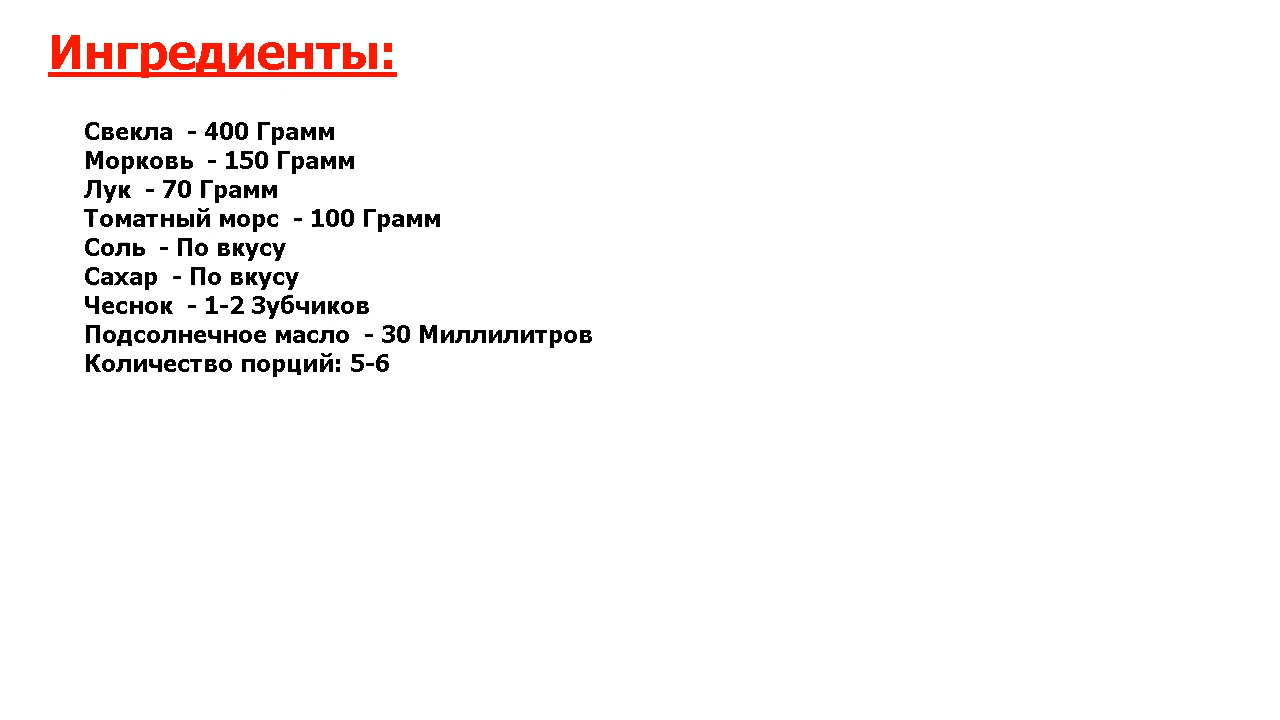 Ингредиенты:
Свекла  - 400 Грамм
Морковь  - 150 Грамм
Лук  - 70 Грамм
Томатный морс  - 100 Грамм
Соль  - По вкусу
Сахар  - По вкусу
Чеснок  - 1-2 Зубчиков
Подсолнечное масло  - 30 Миллилитров
Количество порций: 5-6